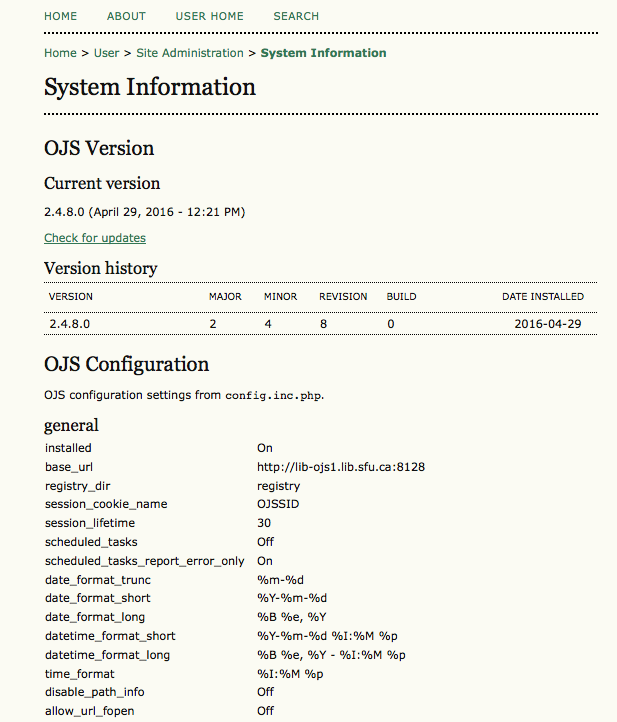 HOME ABOUT USER HOME SEARCH
Home > User > Site Administration > System Information
System Information
OJS Version
Current version
2.4.8.0 (April 29, 2016 - 12:21 PM)
Check for updates
Version history
VERSION MAJOR MINOR REVISION BUILD DATE INSTALLED
2.4.8.0 2 4 8 0 2016-04-29
OJS Configuration
OJS configuration settings from config.inc.php.
general
installed On
base_url http://lib-ojs1.lib.sfu.ca:8128
registry_dir registry
session_cookie_name OJSSID
session_lifetime 30
scheduled_tasks Off
scheduled_tasks_report_error_only On
date_format_trunc %m-%d
date_format_short %Y-%m-%d
date_format_long %B %e, %Y
datetime_format_short %Y-%m-%d %I:%M %p
datetime_format_long %B %e, %Y - %I:%M %p
time_format %I:%M %p
disable_path_info Off
allow_url_fopen Off